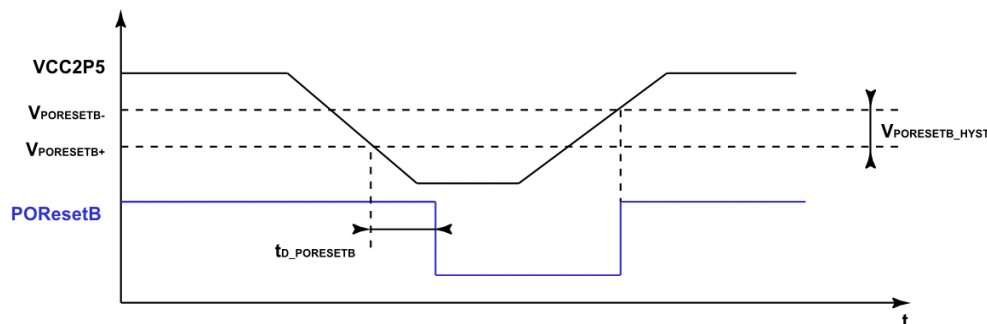 VCC2P5
VPORESETB-
VPORESETB+
VPORESETB_HYST
POResetB
tD_PORESETB
t